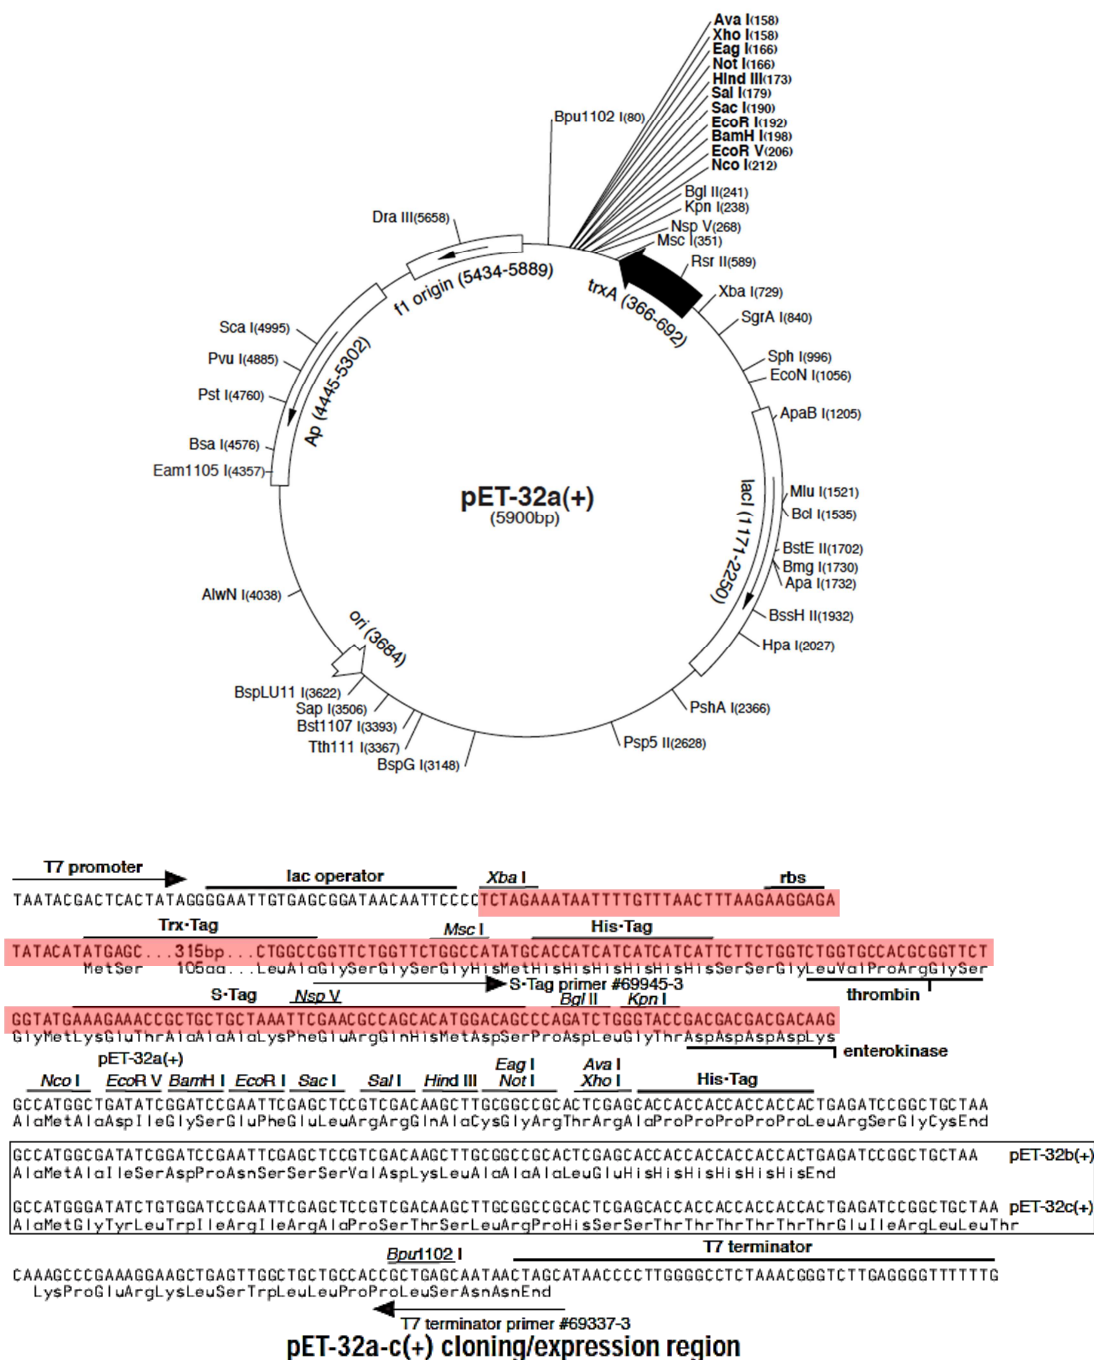 Ava I(158)
Xho I(158)
Eag I(166)
Not I(166)
Hind III(173)
Sal I(179)
Sac I(190)
EcoR I(192)
BamH I(198)
EcoR V(206)
Nco I(212)
Bpu1102 I(80)
Bgl II(241)
Kpn I(238)
Nsp V(268)
Msc I(351)
Rsr II(589)
Xba I(729)
SgrA I(840)
Sph I(996)
EcoN I(1056)
ApaB I(1205)
Mlu I(1521)
Bcl I(1535)
BstE II(1702)
Bmg I(1730)
Apa I(1732)
BssH II(1932)
Hpa I(2027)
PshA I(2366)
Psp5 II(2628)
BspG I(3148)
Tth111 I(3367)
Bst1107 I(3393)
Sap I(3506)
BspLU11 I(3622)
AlwN I(4038)
Eam1105 I(4357)
Bsa I(4576)
Pst I(4760)
Pvu I(4885)
Sca I(4995)
Dra III(5658)
f1 origin (5434-5889)
trxA (366-692)
Ap (4445-5302)
lacI (1171-2250)
ori (3684)
pET-32a(+)
(5900bp)
T7 promoter
lac operator
Xba I
rbs
TAATACGACTCACTATAGGGGAATTGTGAGCGGATAACAATTCCCCTCTAGAAATAATTTTGTTTAACTTTAAGAAGGAGA
Trx•Tag
Msc I
His•Tag
TATACATATGAGC...315bp...CTGGCCGGTTCTGGTTCTGGCCATATGCACCATCATCATCATCATTCTTCTGGTCTGGTGCCACGCGGTTCT
MetSer 105aa...LeuAlaGlySerGlySerGlyHisMetHisHisHisHisHisHisSerSerGlyLeuValProArgGlySer
S•Tag primer #69945-3
thrombin
S•Tag
Nsp V
Bgl II
Kpn I
GGTATGAAAGAAACCGCTGCTGCTAAATTCGAACGCCAGCACATGGACAGCCCAGATCTGGGTACCGACGACGACGACAAG
GlyMetLysGluThrAlaAlaAlaLysPheGluArgGlnHisMetAspSerProAspLeuGlyThrAspAspAspAspLys
enterokinase
pET-32a(+)
Nco I
EcoR V
BamH I
EcoR I
Sac I
Sal I
Hind III
Eag I
Not I
Ava I
Xho I
His•Tag
GCCATGGCTGATATCGGATCCGAATTCGAGCTCCGTCGACAAGCTTGCGGCCGCACTCGAGCACCACCACCACCACCACTGAGATCCGGCTGCTAA
AlaMetAlaAspIleGlySerGluPheGluLeuArgArgGlnAlaCysGlyArgThrArgAlaProProProProProLeuArgSerGlyCysEnd
GCCATGGCGATATCGGATCCGAATTCGAGCTCCGTCGACAAGCTTGCGGCCGCACTCGAGCACCACCACCACCACCACTGAGATCCGGCTGCTAA pET-32b(+)
AlaMetAlaIleSerAspProAsnSerSerSerValAspLysLeuAlaAlaAlaLeuGluHisHisHisHisHisHisEnd
GCCATGGGATATCTGTGGATCCGAATTCGAGCTCCGTCGACAAGCTTGCGGCCGCACTCGAGCACCACCACCACCACCACTGAGATCCGGCTGCTAA pET-32c(+)
AlaMetGlyTyrLeuTrpIleArgIleArgAlaProSerThrSerLeuArgProHisSerSerThrThrThrThrThrThrGluIleArgLeuLeuThr
Bpu1102 I
T7 terminator
CAAAGCCCGAAAGGAAGCTGAGTTGGCTGCTGCCACCGCTGAGCAATAACTAGCATAACCCCTTGGGGCCTCTAAACGGGTCTTGAGGGGTTTTTTG
LysProGluArgLysLeuSerTrpLeuLeuProProLeuSerAsnAsnEnd
T7 terminator primer #69337-3
pET-32a-c(+) cloning/expression region